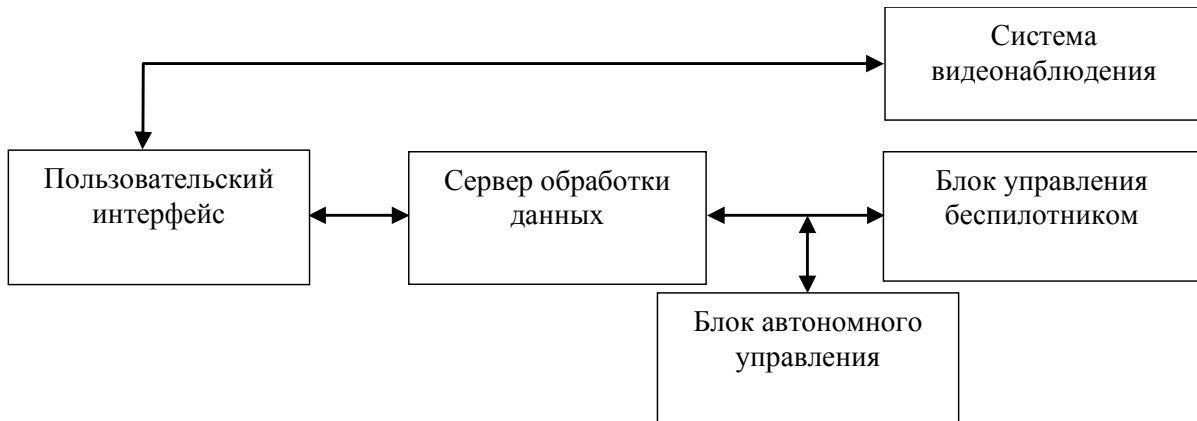 Система
видеонаблюдения
Пользовательский
интерфейс
Сервер обработки
данных
Блок управления
беспилотником
Блок автономного
управления